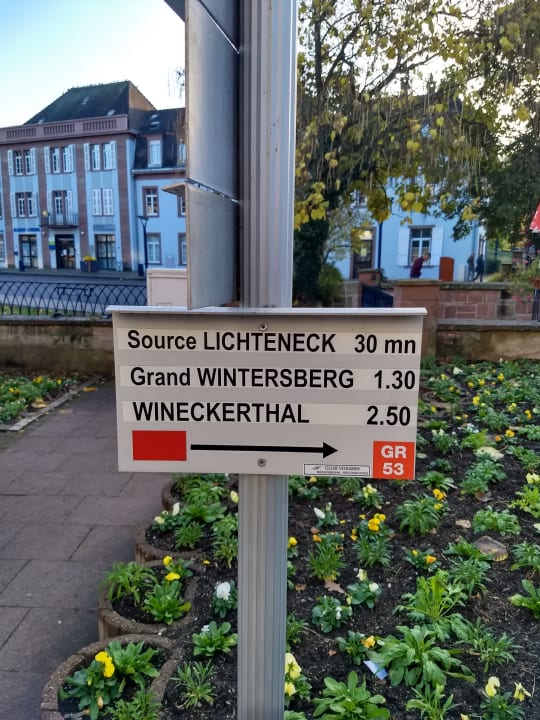 Source LICHTENECK 30 mn
Grand WINTERSBERG 1.30
WINECKERTHAL 2.50
GR
53
CLUB VOSGIEN